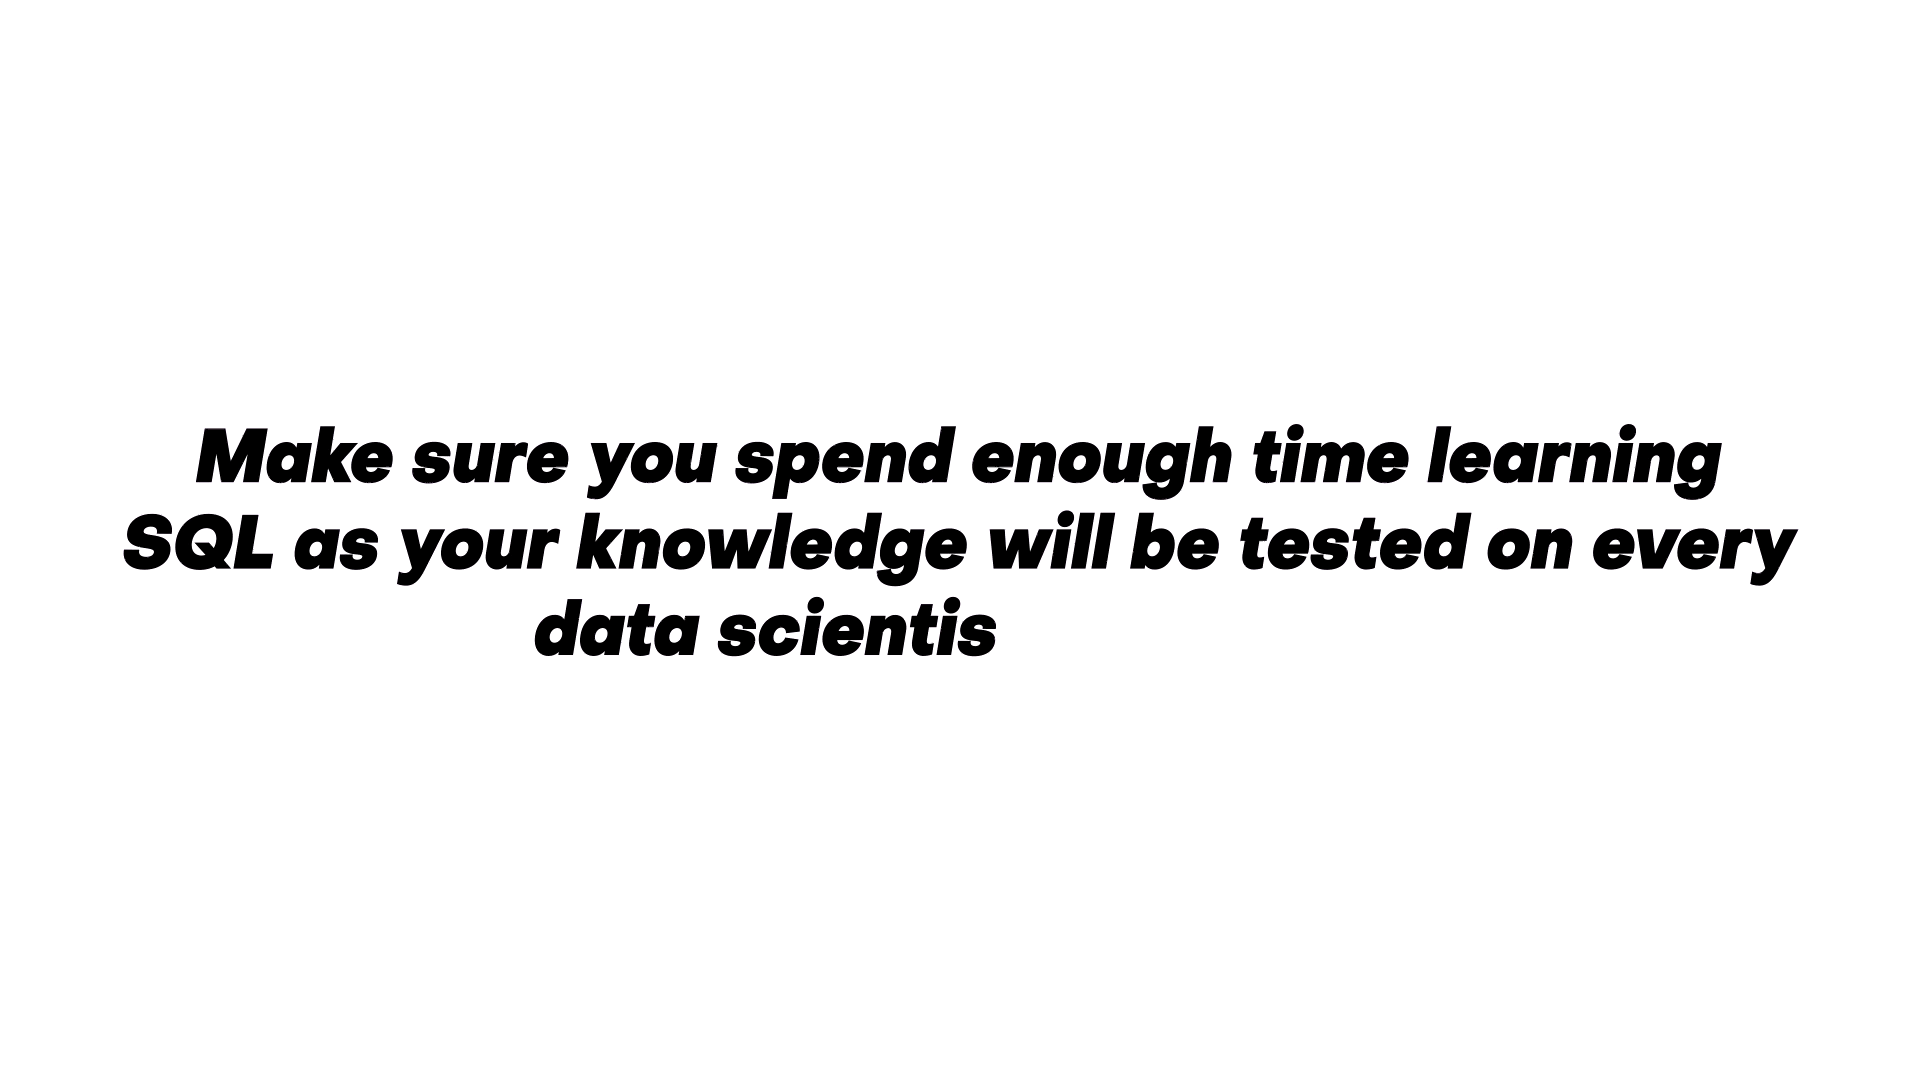 Make sure you spend enough time learning
SQL as your knowledge will be tested on every
data scientis